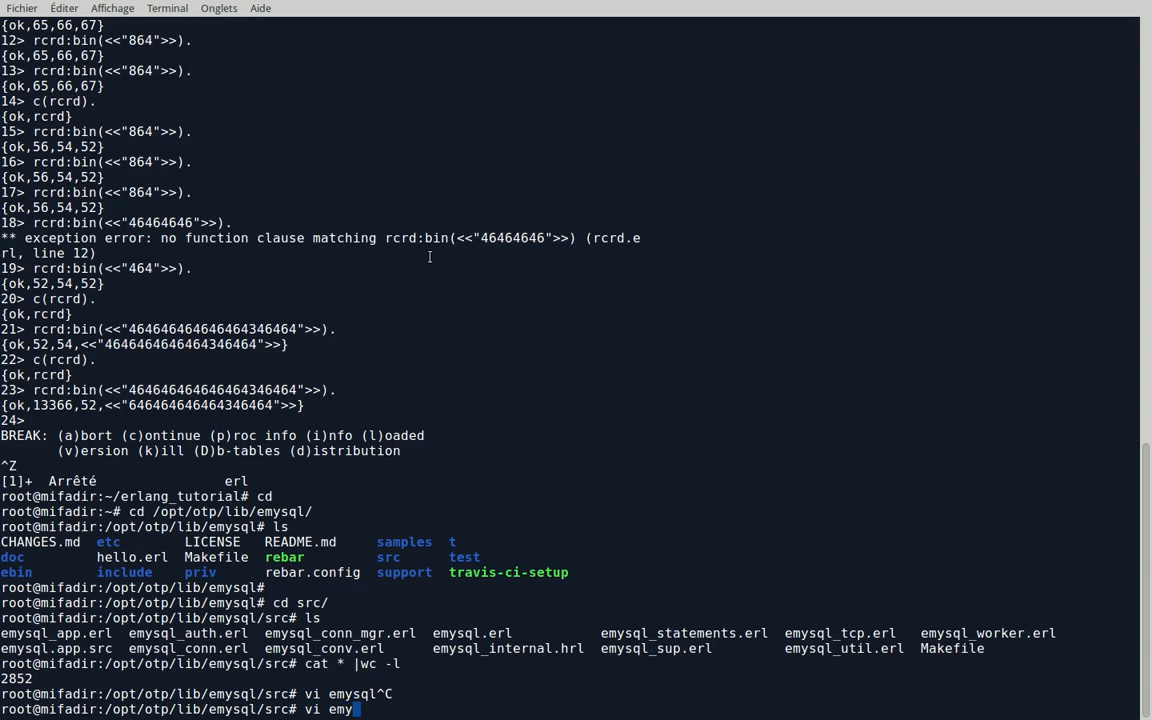 Fichier Éditer Affichage Terminal Onglets Aide
{ok,65,66,67}
12> rcrd:bin(<<"864">>).
{ok,65,66,67}
13> rcrd:bin(<<"864">>).
{ok,65,66,67}
14> c(rcrd).
{ok,rcrd}
15> rcrd:bin(<<"864">>).
{ok,56,54,52}
16> rcrd:bin(<<"864">>).
{ok,56,54,52}
17> rcrd:bin(<<"864">>).
{ok,56,54,52}
18> rcrd:bin(<<"46464646">>).
** exception error: no function clause matching rcrd:bin(<<"46464646">>) (rcrd.e
rl, line 12)
19> rcrd:bin(<<"464">>).
{ok,52,54,52}
20> c(rcrd).
{ok,rcrd}
21> rcrd:bin(<<"464646464646464346464">>).
{ok,52,54,<<"4646464646464346464">>}
22> c(rcrd).
{ok,rcrd}
23> rcrd:bin(<<"464646464646464346464">>).
{ok,13366,52,<<"646464646464346464">>}
24>
BREAK: (a)bort (c)ontinue (p)roc info (i)nfo (l)oaded
(v)ersion (k)ill (D)b-tables (d)istribution
^Z
[1]+ Arrêté erl
root@mifadir:~/erlang_tutorial# cd
root@mifadir:~# cd /opt/otp/lib/emysql/
root@mifadir:/opt/otp/lib/emysql# ls
CHANGES.md etc LICENSE README.md samples t
doc hello.erl Makefile rebar src test
ebin include priv rebar.config support travis-ci-setup
root@mifadir:/opt/otp/lib/emysql#
root@mifadir:/opt/otp/lib/emysql# cd src/
root@mifadir:/opt/otp/lib/emysql/src# ls
emysql_app.erl emysql_auth.erl emysql_conn_mgr.erl emysql.erl emysql_statements.erl emysql_tcp.erl emysql_worker.erl
emysql.app.src emysql_conn.erl emysql_conv.erl emysql_internal.hrl emysql_sup.erl emysql_util.erl Makefile
root@mifadir:/opt/otp/lib/emysql/src# cat * |wc -l
2852
root@mifadir:/opt/otp/lib/emysql/src# vi emysql^C
root@mifadir:/opt/otp/lib/emysql/src# vi emy